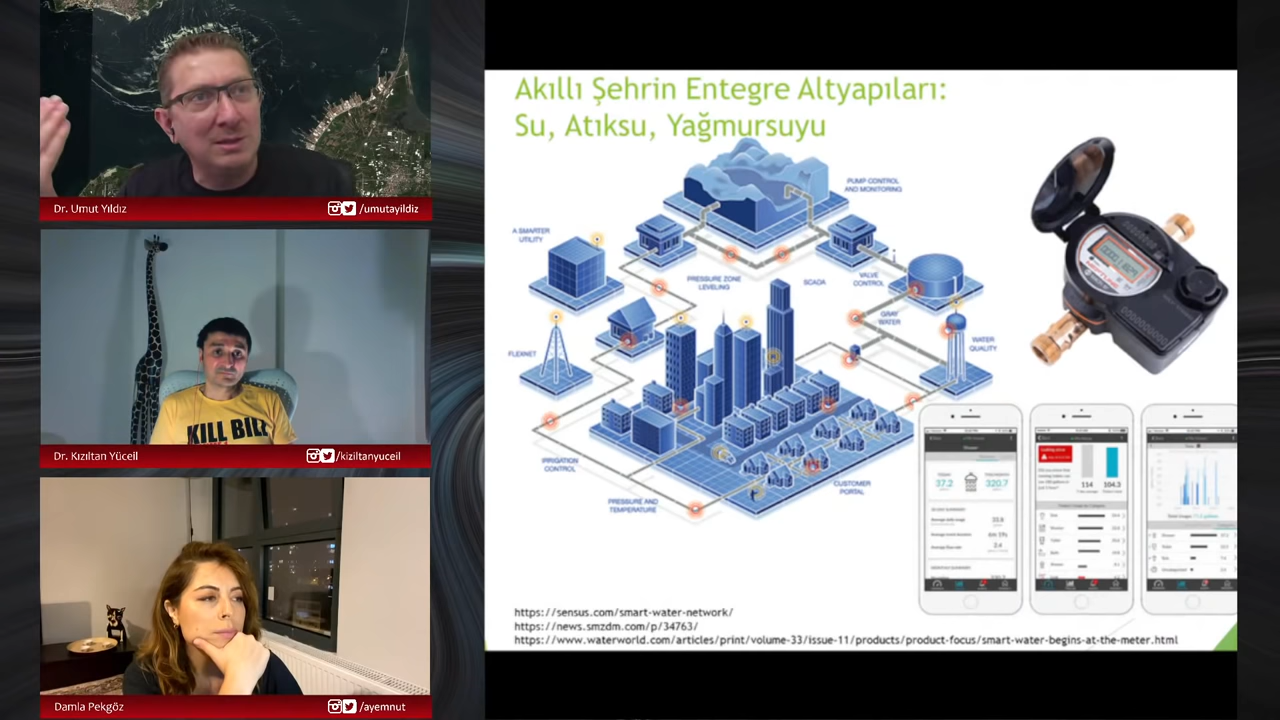 Dr. Umut Yıldız
/umutayildiz
KILL BILL
Dr. Kızıltan Yüceil
/kiziltanyuceil
Damla Pekgöz
/ayemnut
Akıllı Şehrin Entegre Altyapıları:
Su, Atıksu, Yağmursuyu
PUMP CONTROL
AND MONITORING
A SMARTER
UTILITY
PRESSURE ZONE
LEVELING
SCADA
VALVE
CONTROL
GRAY
WATER
WATER
QUALITY
FLEXNET
IRRIGATION
CONTROL
PRESSURE AND
TEMPERATURE
CUSTOMER
PORTAL
37.2
320.7
33.8
2.4
114
104.3
https://sensus.com/smart-water-network/
https://news.smzdm.com/p/34763/
https://www.waterworld.com/articles/print/volume-33/issue-11/products/product-focus/smart-water-begins-at-the-meter.html